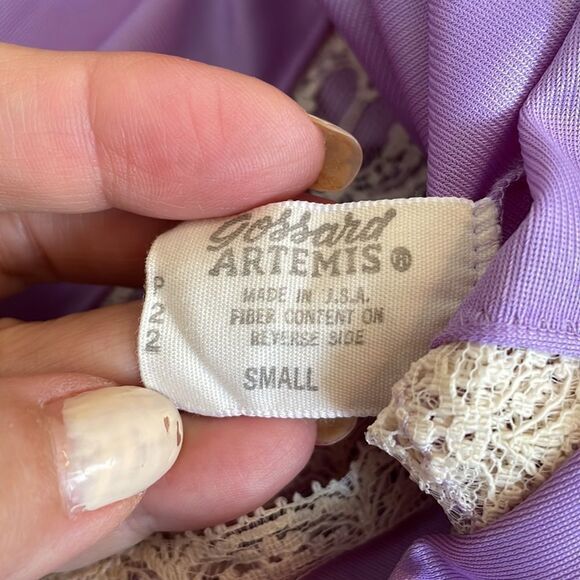 Gossard
ARTEMIS ®
MADE IN U.S.A.
FIBER CONTENT ON
REVERSE SIDE
SMALL
P22